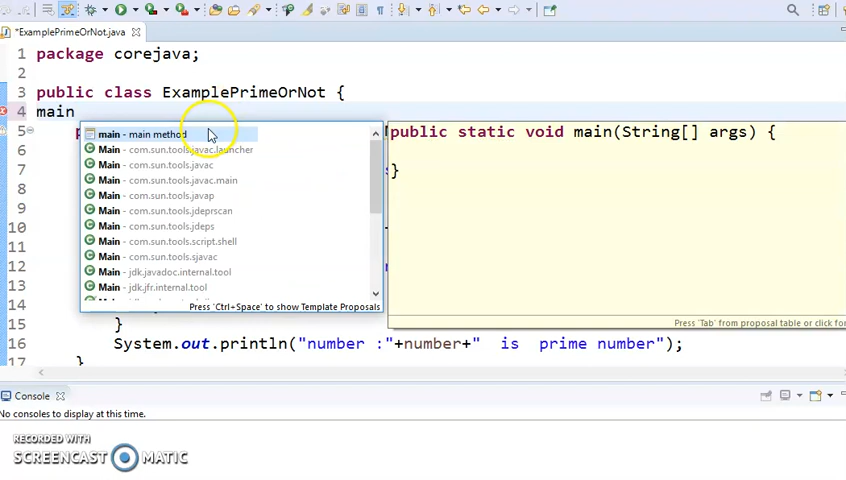 *ExamplePrimeOrNot.java
1 package corejava;
2
3 public class ExamplePrimeOrNot {
4 main
5
main - main method
Main - com.sun.tools.javac.launcher
Main - com.sun.tools.javac
Main - com.sun.tools.javac.main
Main - com.sun.tools.javap
Main - com.sun.tools.jdeprscan
Main - com.sun.tools.jdeps
Main - com.sun.tools.script.shell
Main - com.sun.tools.sjavac
Main - jdk.javadoc.internal.tool
Main - jdk.jfr.internal.tool
Press 'Ctrl+Space' to show Template Proposals
public static void main(String[] args) {
}
Press 'Tab' from proposal table or click for
6
7
8
9
10
11
12
13
14
15 }
16 System.out.println("number :"+number+" is prime number");
17 }
Console
No consoles to display at this time.
RECORDED WITH
SCREENCAST MATIC